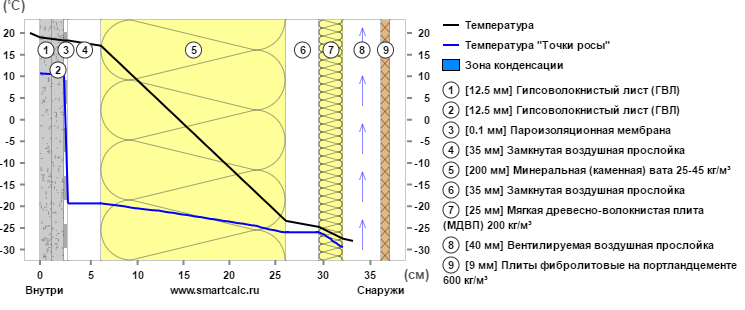 (°C)
20 20
15 15
10 10
5 5
0 0
-5 -5
-10 -10
-15 -15
-20 -20
-25 -25
-30 -30
1 2 3 4 5 6 7 8 9
0 5 10 15 20 25 30 35 (см)
Внутри www.smartcalc.ru Снаружи
Температура
Температура "Точки росы"
Зона конденсации
1 [12.5 мм] Гипсоволокнистый лист (ГВЛ)
2 [12.5 мм] Гипсоволокнистый лист (ГВЛ)
3 [0.1 мм] Пароизоляционная мембрана
4 [35 мм] Замкнутая воздушная прослойка
5 [200 мм] Минеральная (каменная) вата 25-45 кг/м³
6 [35 мм] Замкнутая воздушная прослойка
7 [25 мм] Мягкая древесно-волокнистая плита
(МДВП) 200 кг/м³
8 [40 мм] Вентилируемая воздушная прослойка
9 [9 мм] Плиты фибролитовые на портландцементе
600 кг/м³